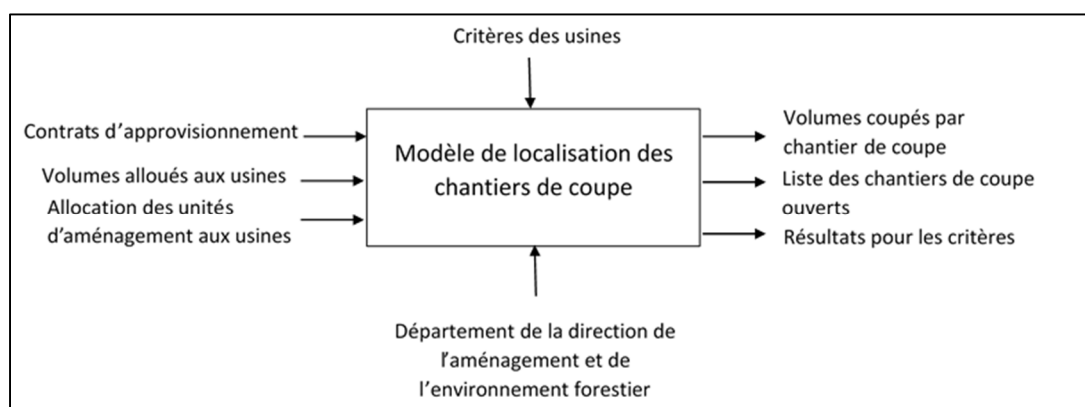 Critères des usines
Contrats d'approvisionnement
Volumes alloués aux usines
Allocation des unités
d'aménagement aux usines
Modèle de localisation des
chantiers de coupe
Volumes coupés par
chantier de coupe
Liste des chantiers de coupe
ouverts
Résultats pour les critères
Département de la direction de
l'aménagement et de
l'environnement forestier